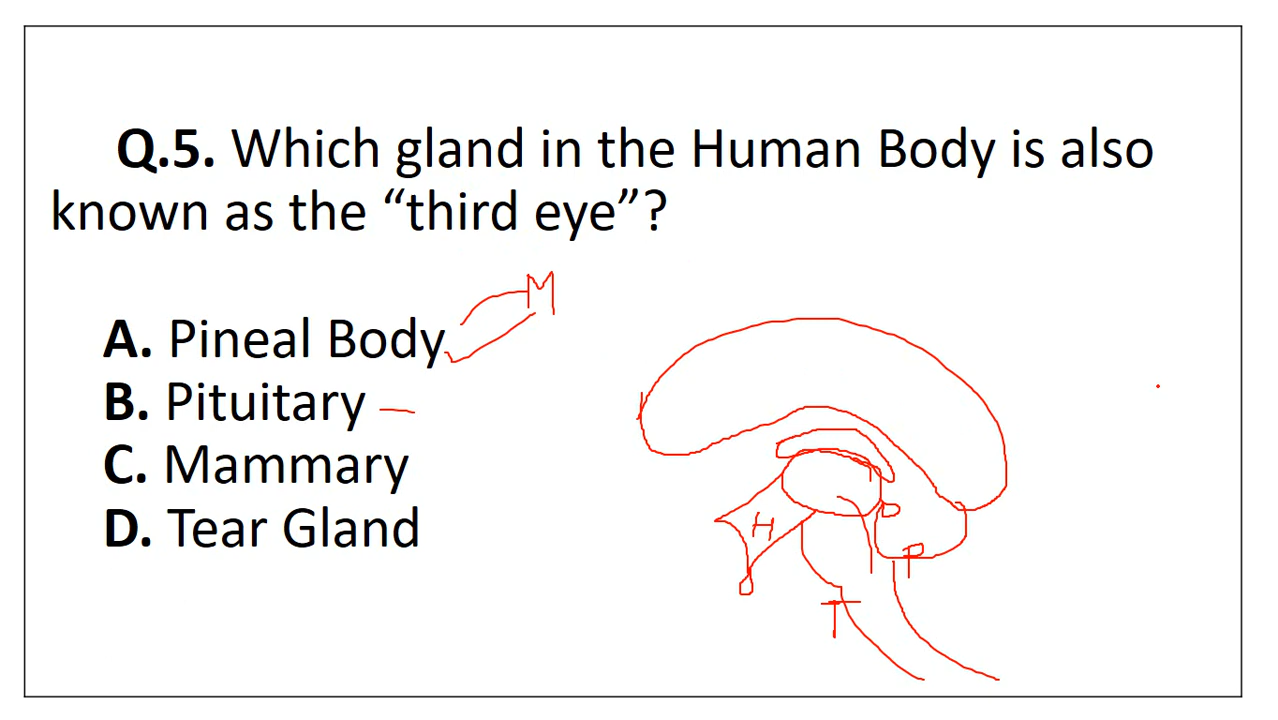 Q.5. Which gland in the Human Body is also
known as the “third eye”?
M
A. Pineal Body
B. Pituitary
C. Mammary
D. Tear Gland
H
P
T